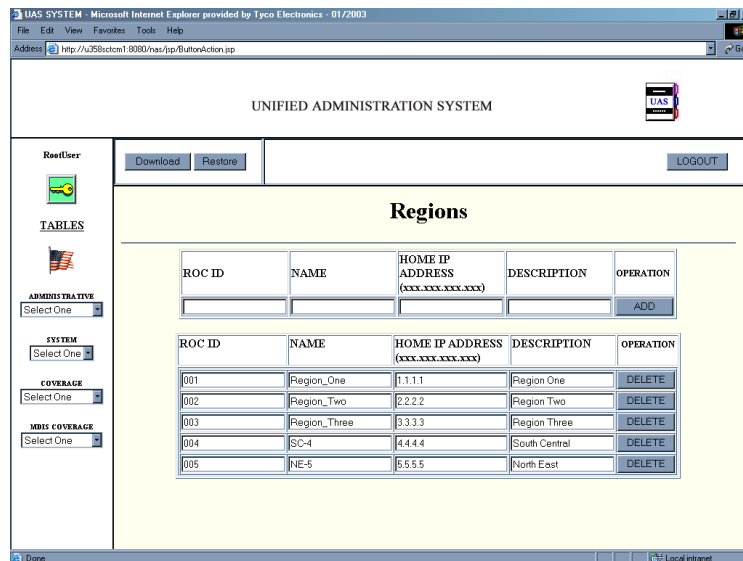 UAS SYSTEM - Microsoft Internet Explorer provided by Tyco Electronics - 01/2003
File Edit View Favorites Tools Help
Address http://u358sctcm1:8080/nas/jsp/ButtonAction.jsp Go
UNIFIED ADMINISTRATION SYSTEM
UAS
RootUser
Download Restore LOGOUT
TABLES
ADMINISTRATIVE
Select One
SYSTEM
Select One
COVERAGE
Select One
MDIS COVERAGE
Select One
Regions
ROC ID NAME HOME IP ADDRESS (xxx.xxx.xxx.xxx) DESCRIPTION OPERATION
ADD
ROC ID NAME HOME IP ADDRESS (xxx.xxx.xxx.xxx) DESCRIPTION OPERATION
001 Region_One 1.1.1.1 Region One DELETE
002 Region_Two 2.2.2.2 Region Two DELETE
003 Region_Three 3.3.3.3 Region Three DELETE
004 SC-4 4.4.4.4 South Central DELETE
005 NE-5 5.5.5.5 North East DELETE
Done Local intranet